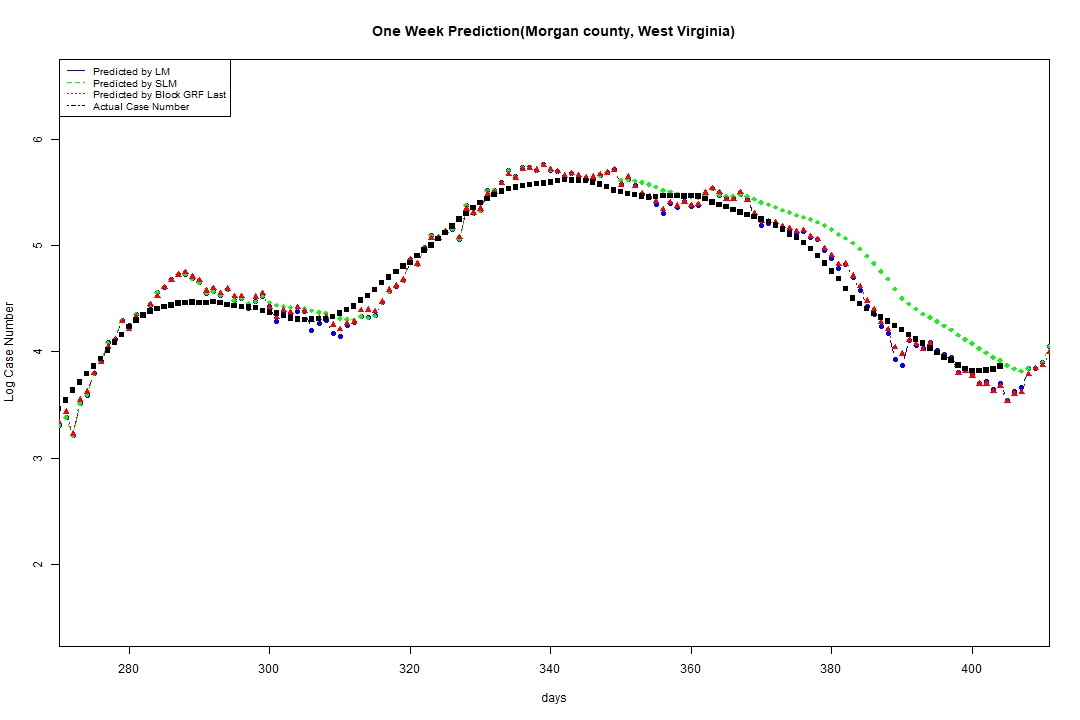 One Week Prediction(Morgan county, West Virginia)
Predicted by LM
Predicted by SLM
Predicted by Block GRF Last
Actual Case Number
6
5
4
3
2
Log Case Number
280 300 320 340 360 380 400
days